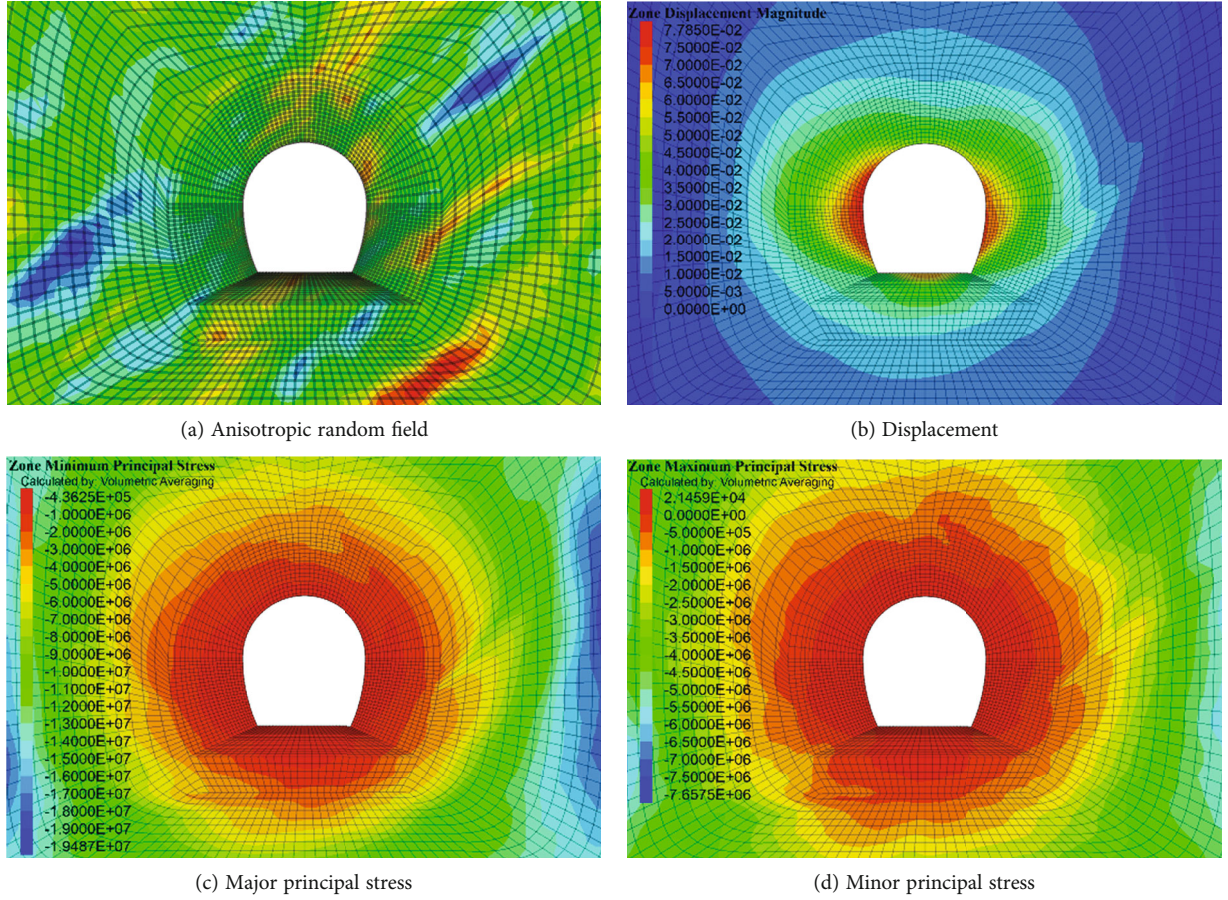 Zone Displacement Magnitude
7.7850E-02
7.5000E-02
7.0000E-02
6.5000E-02
6.0000E-02
5.5000E-02
5.0000E-02
4.5000E-02
4.0000E-02
3.5000E-02
3.0000E-02
2.5000E-02
2.0000E-02
1.5000E-02
1.0000E-02
5.0000E-03
0.0000E+00
(a) Anisotropic random field
(b) Displacement
Zone Minimum Principal Stress
Calculated by: Volumetric Averaging
-4.3625E+05
-1.0000E+06
-2.0000E+06
-3.0000E+06
-4.0000E+06
-5.0000E+06
-6.0000E+06
-7.0000E+06
-8.0000E+06
-9.0000E+06
-1.0000E+07
-1.1000E+07
-1.2000E+07
-1.3000E+07
-1.4000E+07
-1.5000E+07
-1.6000E+07
-1.7000E+07
-1.8000E+07
-1.9000E+07
-1.9487E+07
Zone Maximum Principal Stress
Calculated by: Volumetric Averaging
2.1459E+04
0.0000E+00
-5.0000E+05
-1.0000E+06
-1.5000E+06
-2.0000E+06
-2.5000E+06
-3.0000E+06
-3.5000E+06
-4.0000E+06
-4.5000E+06
-5.0000E+06
-5.5000E+06
-6.0000E+06
-6.5000E+06
-7.0000E+06
-7.5000E+06
-7.6575E+06
(c) Major principal stress
(d) Minor principal stress